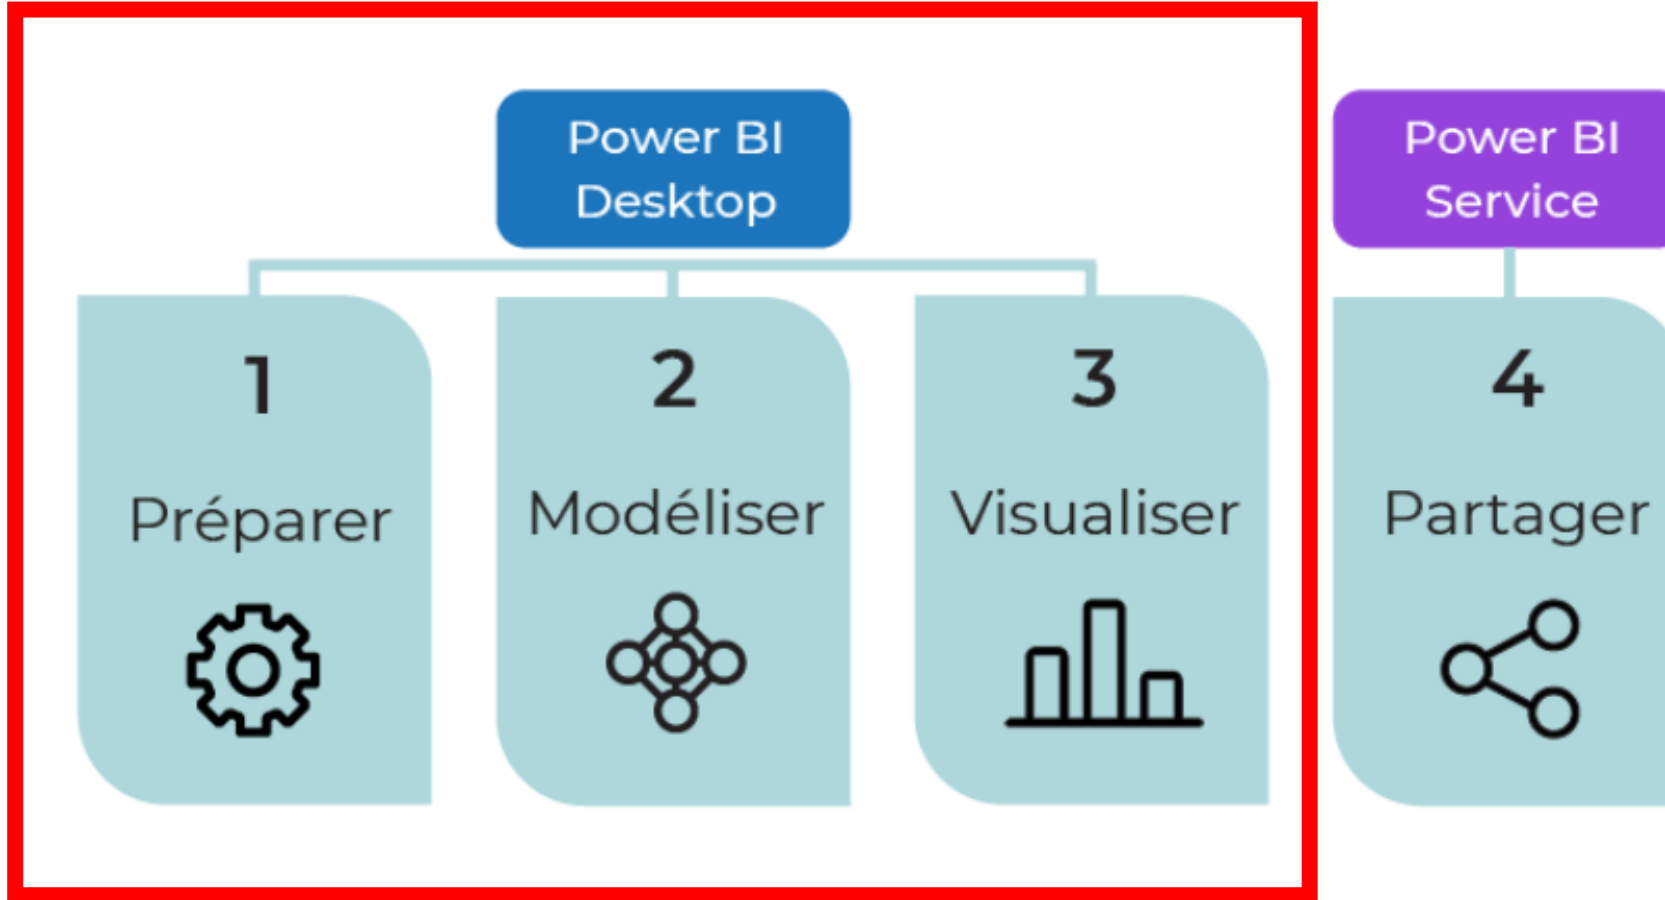 Power BI
Desktop
Power BI
Service
1
Préparer
2
Modéliser
3
Visualiser
4
Partager